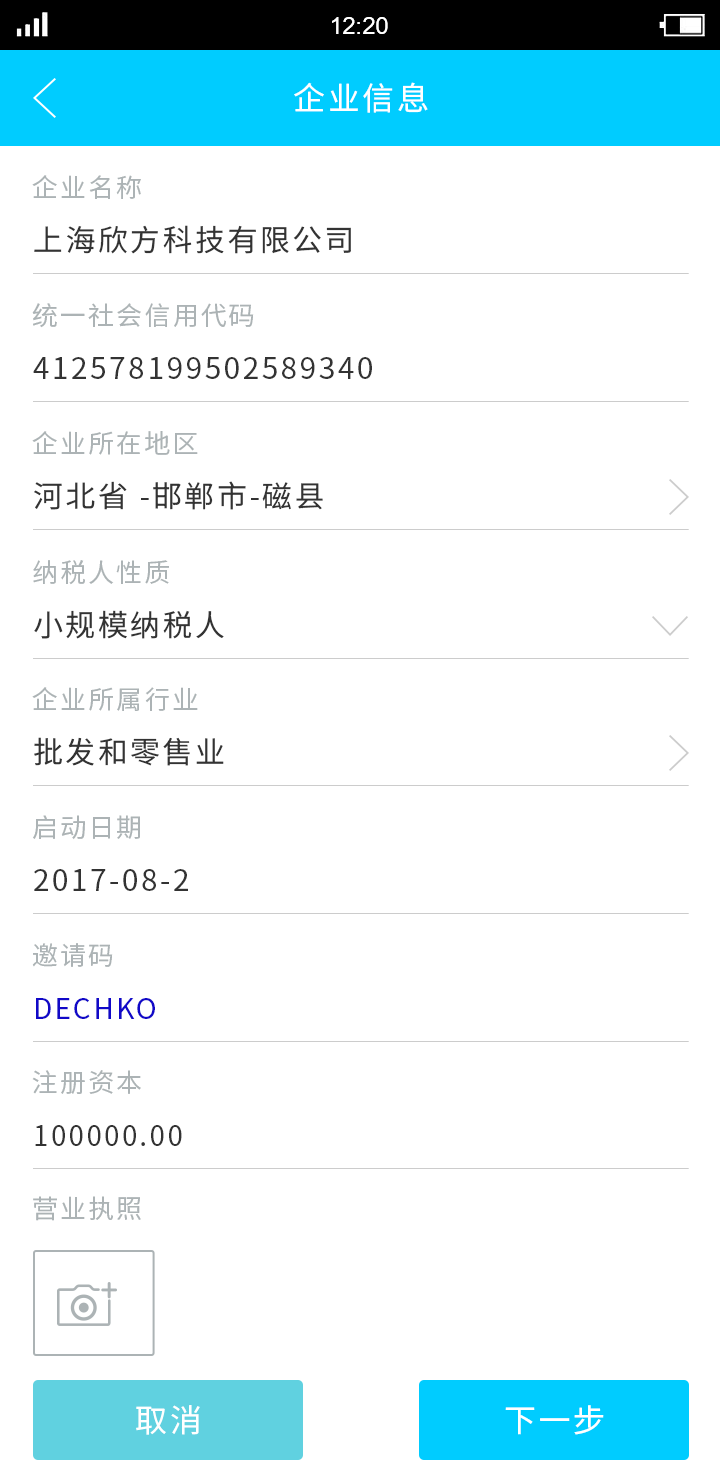 12:20
企业信息
企业名称
上海欣方科技有限公司
统一社会信用代码
412578199502589340
企业所在地区
河北省 -邯郸市-磁县
纳税人性质
小规模纳税人
企业所属行业
批发和零售业
启动日期
2017-08-2
邀请码
DECHKO
注册资本
100000.00
营业执照
取消
下一步